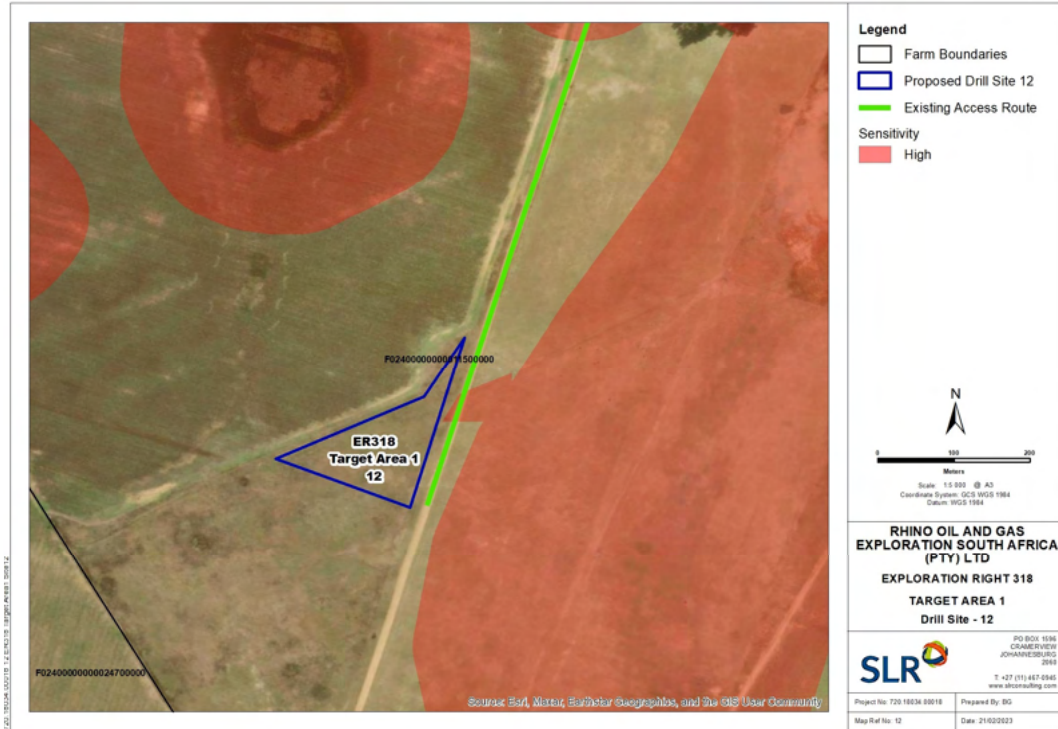 F02400000000011500000
ER318
Target Area 1
12
F02400000000024700000
Source: Esri, Maxar, Earthstar Geographics, and the GIS User Community
Legend
Farm Boundaries
Proposed Drill Site 12
Existing Access Route
Sensitivity
High
N
0 100 200
Meters
Scale: 1:5 000 @ A3
Coordinate System: GCS WGS 1984
Datum: WGS 1984
RHINO OIL AND GAS
EXPLORATION SOUTH AFRICA
(PTY) LTD
EXPLORATION RIGHT 318
TARGET AREA 1
Drill Site - 12
SLR
PO BOX 1596
CRAMERVIEW
JOHANNESBURG
2060
T: +27 (11) 467-0945
www.slrconsulting.com
Project No: 720.18034.00018
Prepared By: BG
Map Ref No: 12
Date: 21/02/2023